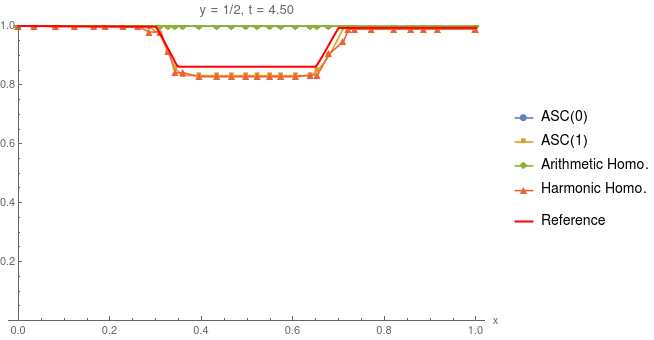 y = 1/2, t = 4.50
1.0
0.8
0.6
0.4
0.2
0.0
0.2
0.4
0.6
0.8
1.0
x
ASC(0)
ASC(1)
Arithmetic Homo.
Harmonic Homo.
Reference